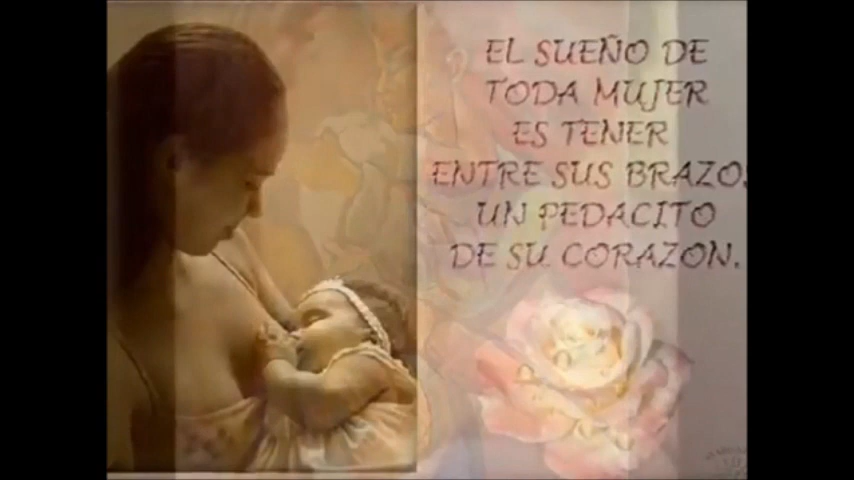 EL SUEÑO DE
TODA MUJER
ES TENER
ENTRE SUS BRAZO
UN PEDACITO
DE SU CORAZON.